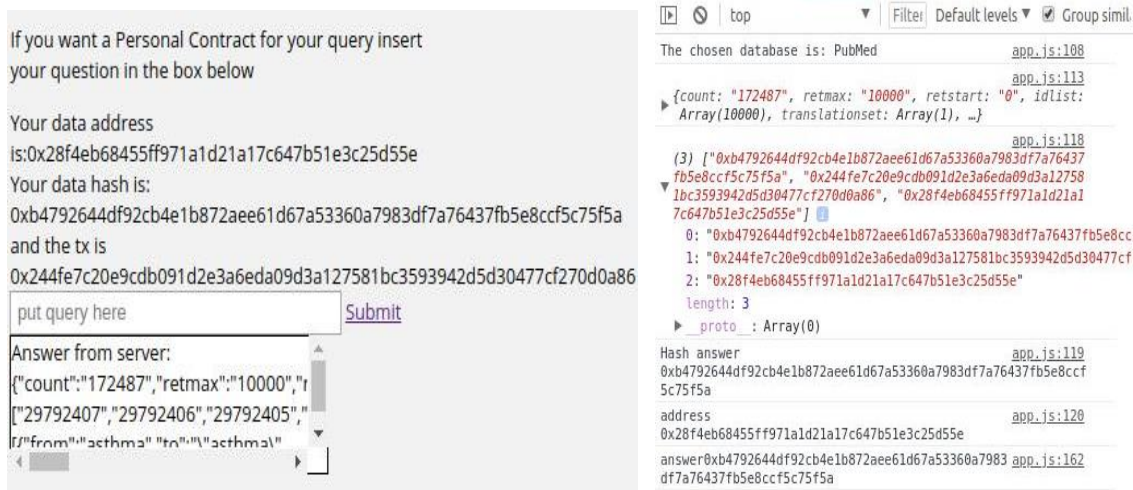 If you want a Personal Contract for your query insert
your question in the box below
Your data address
is:0x28f4eb68455ff971a1d21a17c647b51e3c25d55e
Your data hash is:
0xb4792644df92cb4e1b872aee61d67a53360a7983df7a76437fb5e8ccf5c75f5a
and the tx is
0x244fe7c20e9cdb091d2e3a6eda09d3a127581bc3593942d5d30477cf270d0a86
put query here Submit
Answer from server:
{"count":"172487","retmax":"10000","r
["29792407","29792406","29792405","
[{"from":"asthma","to":"\"asthma\"
top Filter Default levels Group simil
The chosen database is: PubMed app.js:108
app.js:113
{count: "172487", retmax: "10000", retstart: "0", idlist:
Array(10000), translationset: Array(1), …}
app.js:118
(3) ["0xb4792644df92cb4e1b872aee61d67a53360a7983df7a76437
fb5e8ccf5c75f5a", "0x244fe7c20e9cdb091d2e3a6eda09d3a12758
1bc3593942d5d30477cf270d0a86", "0x28f4eb68455ff971a1d21a1
7c647b51e3c25d55e"]
0: "0xb4792644df92cb4e1b872aee61d67a53360a7983df7a76437fb5e8cc
1: "0x244fe7c20e9cdb091d2e3a6eda09d3a127581bc3593942d5d30477cf
2: "0x28f4eb68455ff971a1d21a17c647b51e3c25d55e"
length: 3
__proto__: Array(0)
Hash answer app.js:119
0xb4792644df92cb4e1b872aee61d67a53360a7983df7a76437fb5e8ccf
5c75f5a
address app.js:120
0x28f4eb68455ff971a1d21a17c647b51e3c25d55e
answer0xb4792644df92cb4e1b872aee61d67a53360a7983 app.js:162
df7a76437fb5e8ccf5c75f5a